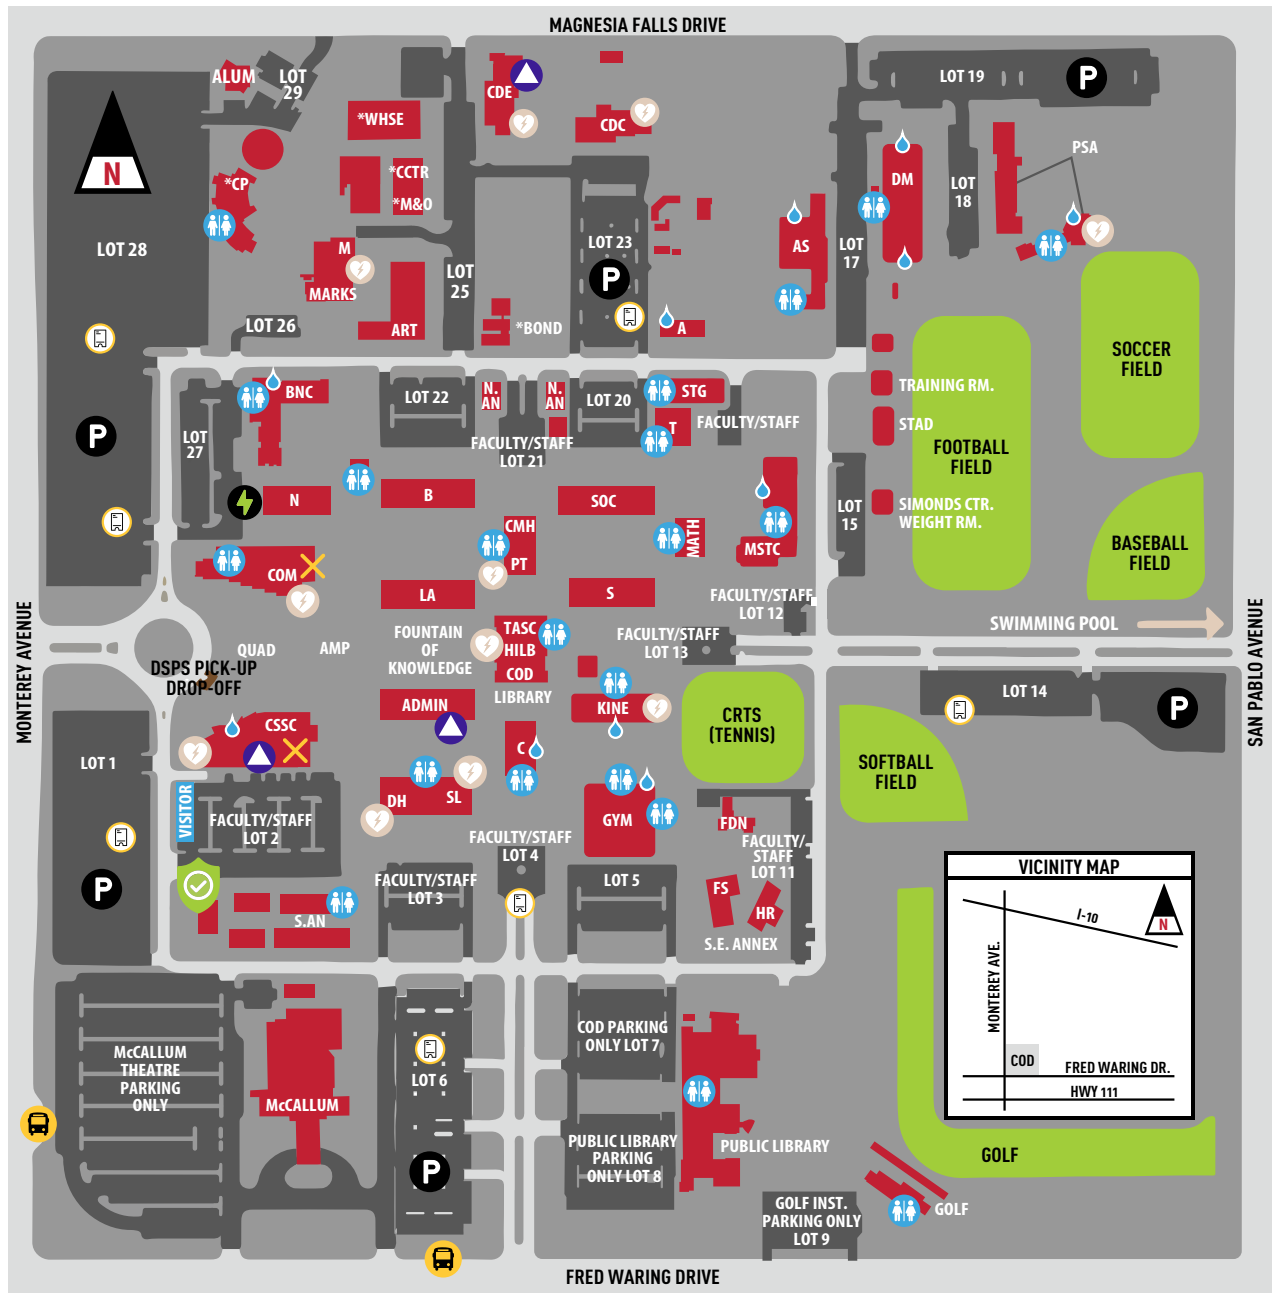 MAGNESIA FALLS DRIVE
ALUM
LOT
29
*WHSE
CDE
CDC
LOT 19
P
N
*CP
*CCTR
*M&O
DM
PSA
LOT
18
LOT 28
M
MARKS
LOT
25
LOT 23
P
AS
LOT
17
LOT 26
ART
*BOND
A
SOCCER
FIELD
BNC
LOT 22
N.
AN
N.
AN
LOT 20
STG
TRAINING RM.
P
LOT
27
FACULTY/STAFF
LOT 21
T
FACULTY/STAFF
STAD
FOOTBALL
FIELD
N
B
SOC
LOT
15
SIMONDS CTR.
WEIGHT RM.
CMH
PT
MATH
MSTC
BASEBALL
FIELD
COM
LA
S
FACULTY/STAFF
LOT 12
MONTEREY AVENUE
QUAD
AMP
FOUNTAIN
OF
KNOWLEDGE
TASC
HILB
COD
LIBRARY
FACULTY/STAFF
LOT 13
SWIMMING POOL
SAN PABLO AVENUE
DSPS PICK-UP
DROP-OFF
CSSC
ADMIN
C
KINE
CRTS
(TENNIS)
LOT 14
P
LOT 1
SOFTBALL
FIELD
VISITOR
FACULTY/STAFF
LOT 2
DH
SL
GYM
FDN
FACULTY/STAFF
LOT 4
FACULTY/
STAFF
LOT 11
P
FACULTY/STAFF
LOT 3
LOT 5
FS
HR
S.AN
S.E. ANNEX
VICINITY MAP
I-10
N
MONTEREY AVE.
COD
FRED WARING DR.
HWY 111
McCALLUM
THEATRE
PARKING
ONLY
McCALLUM
LOT 6
P
COD PARKING
ONLY LOT 7
PUBLIC LIBRARY
PARKING
ONLY LOT 8
PUBLIC LIBRARY
GOLF
GOLF
GOLF INST.
PARKING ONLY
LOT 9
FRED WARING DRIVE